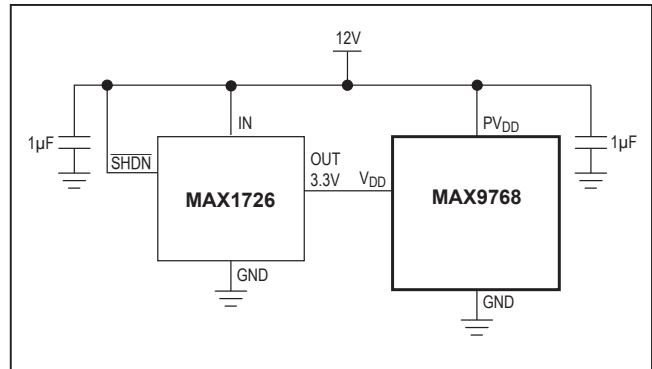 12V
1µF
SHDN
IN
MAX1726
OUT
3.3V
GND
VDD
PVDD
MAX9768
GND
1µF